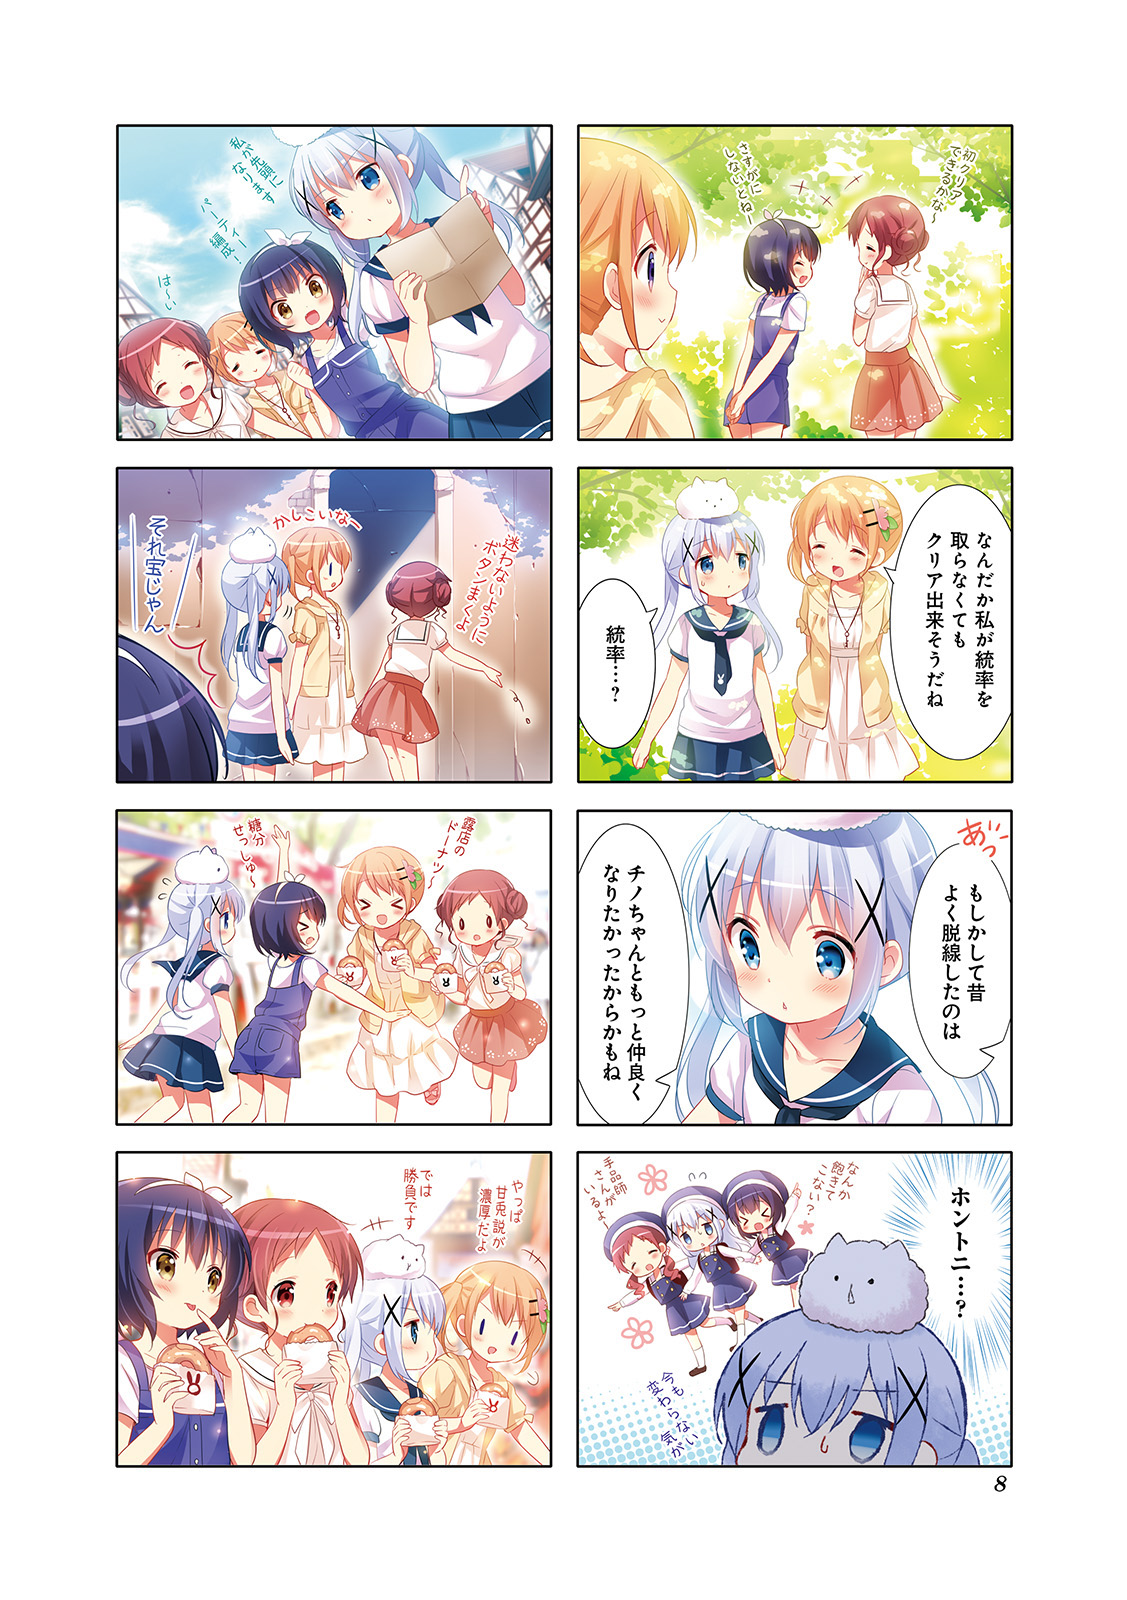 初クリア
できるかな〜
さすがに
しないとねー
なんだか私が統率を
取らなくても
クリア出来そうだね
統率…?
あっ
もしかして昔
よく脱線したのは
チノちゃんともっと仲良く
なりたかったからかもね
ホントニ…?
なんか
飽きて
こない?
手品師
さんが
いるよー
今も
変わらない
気が
私が
先頭に
なります
パーティー
編成!
は〜い
迷わないように
ボタンまくよ
かしこいなー
それ宝じゃん
露店の
ドーナツ〜
糖分
せっしゅ〜
やっぱ
甘兎説が
濃厚だよ
では
勝負です
8